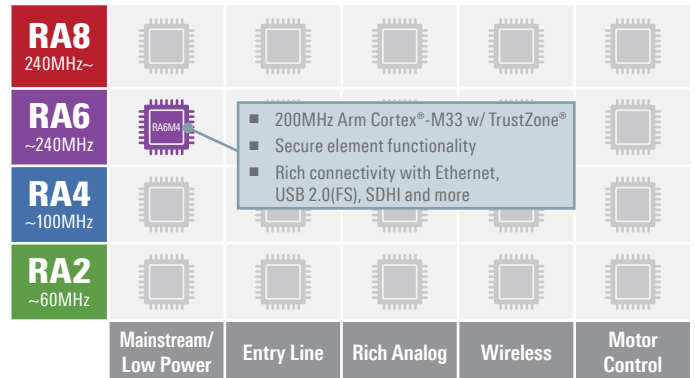 RA8
240MHz~
RA6
~240MHz
RA6M4
■ 200MHz Arm Cortex®-M33 w/ TrustZone®
■ Secure element functionality
■ Rich connectivity with Ethernet,
USB 2.0(FS), SDHI and more
RA4
~100MHz
RA2
~60MHz
Mainstream/
Low Power
Entry Line
Rich Analog
Wireless
Motor
Control